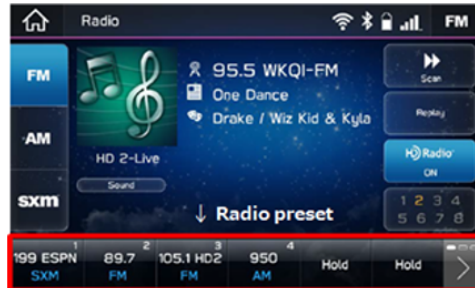 Radio
FM
FM
AM
sxm
95.5 WKQI-FM
One Dance
Drake / Wiz Kid & Kyla
HD 2-Live
Sound
Scan
Replay
HD Radio
ON
1 2 3 4
5 6 7 8
↓ Radio preset
1
199 ESPN
SXM
2
89.7
FM
3
105.1 HD2
FM
4
950
AM
Hold
Hold